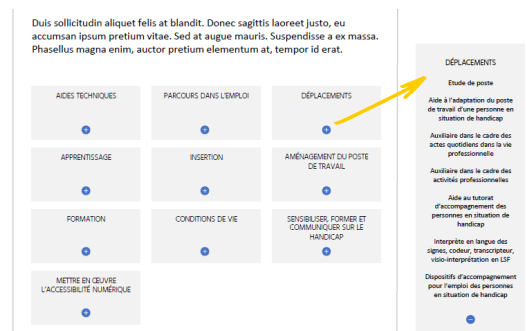 Duis sollicitudin aliquet felis at blandit. Donec sagittis laoreet justo, eu
accumsan ipsum pretium vitae. Sed at augue mauris. Suspendisse a ex massa.
Phasellus magna enim, auctor pretium elementum at, tempor id erat.
AIDES TECHNIQUES
PARCOURS DANS L'EMPLOI
DÉPLACEMENTS
APPRENTISSAGE
INSERTION
AMÉNAGEMENT DU POSTE
DE TRAVAIL
FORMATION
CONDITIONS DE VIE
SENSIBILISER, FORMER ET
COMMUNIQUER SUR LE
HANDICAP
METTRE EN ŒUVRE
L'ACCESSIBILITÉ NUMÉRIQUE
DÉPLACEMENTS
Etude de poste
Aide à l'adaptation du poste
de travail d'une personne en
situation de handicap
Auxiliaire dans le cadre des
actes quotidiens dans la vie
professionnelle
Auxiliaire dans le cadre des
activités professionnelles
Aide au tutorat
d'accompagnement des
personnes en situation de
handicap
Interprète en langue des
signes, codeur, transcripteur,
visio-interprétation en LSF
Dispositifs d'accompagnement
pour l'emploi des personnes
en situation de handicap